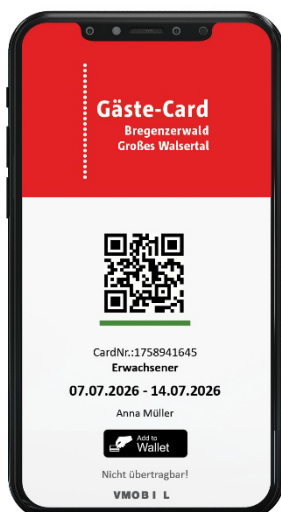 Gäste-Card
Bregenzerwald
Großes Walsertal
CardNr.:1758941645
Erwachsener
07.07.2026 - 14.07.2026
Anna Müller
Add to
Wallet
Nicht übertragbar!
VMOBIL